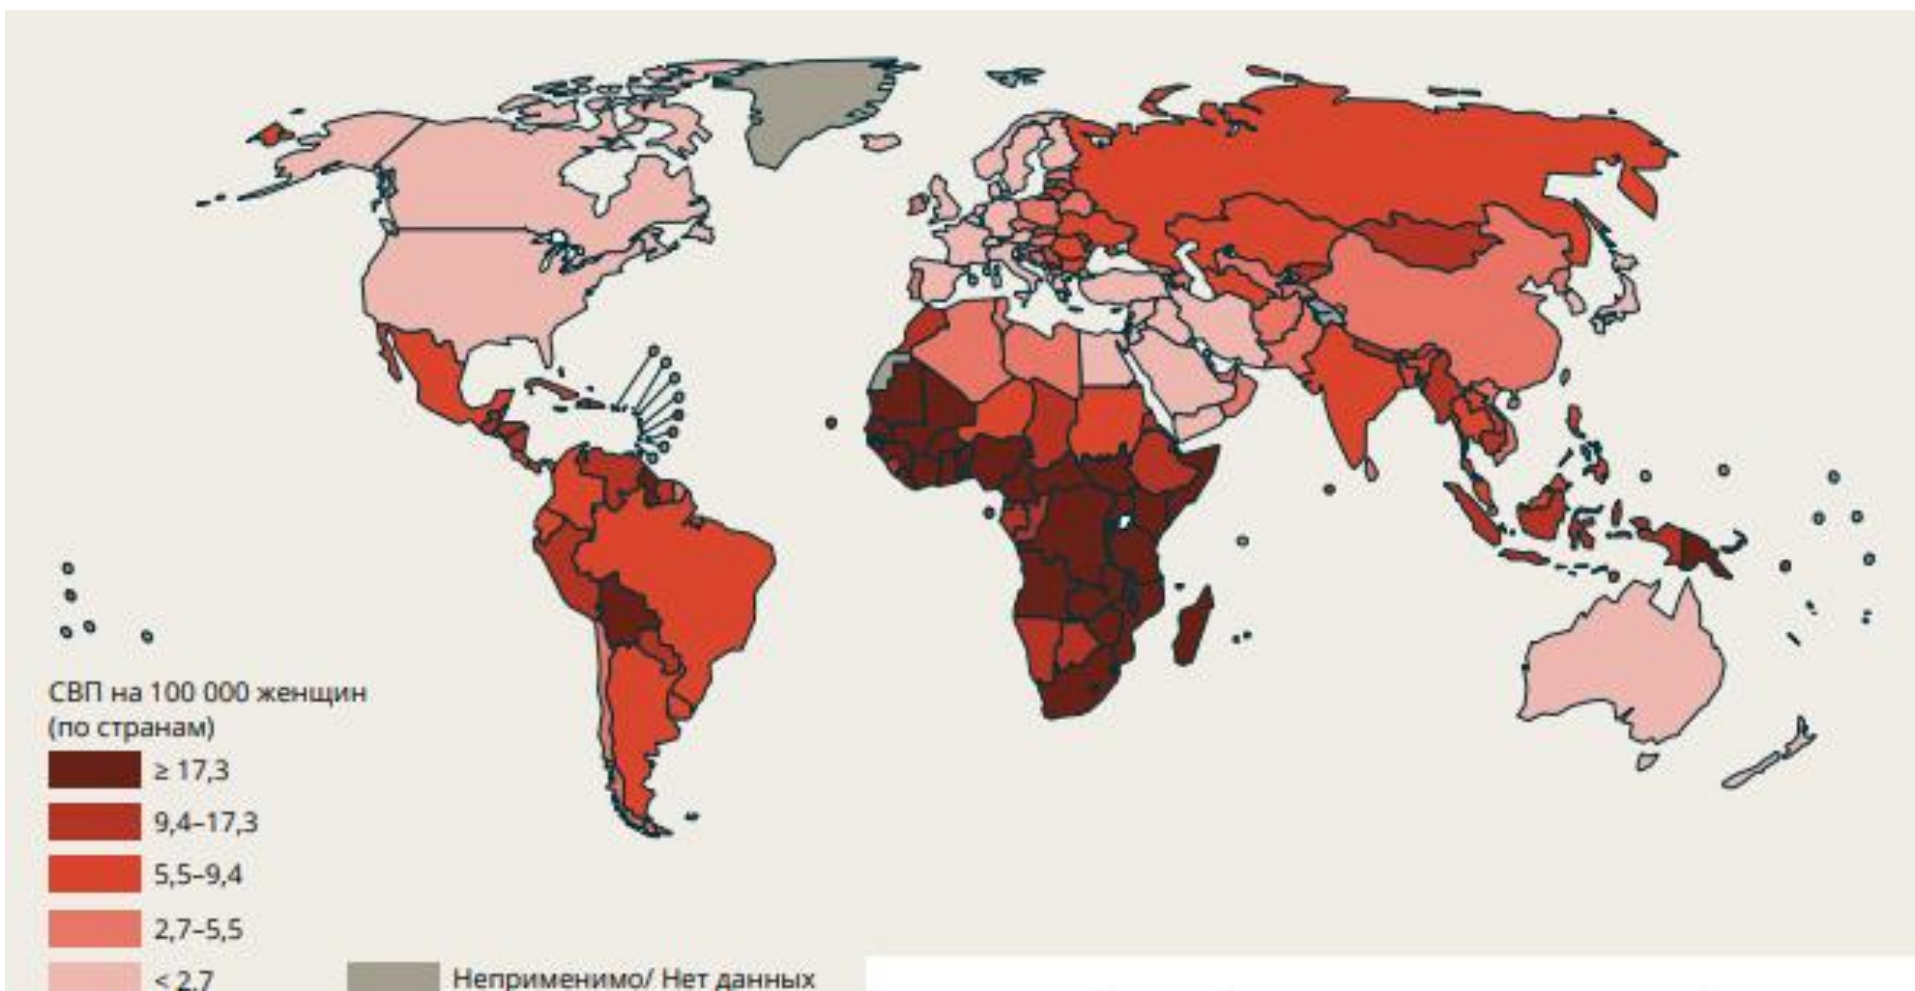 СВП на 100 000 женщин
(по странам)
≥ 17,3
9,4–17,3
5,5–9,4
2,7–5,5
< 2,7
Неприменимо/ Нет данных